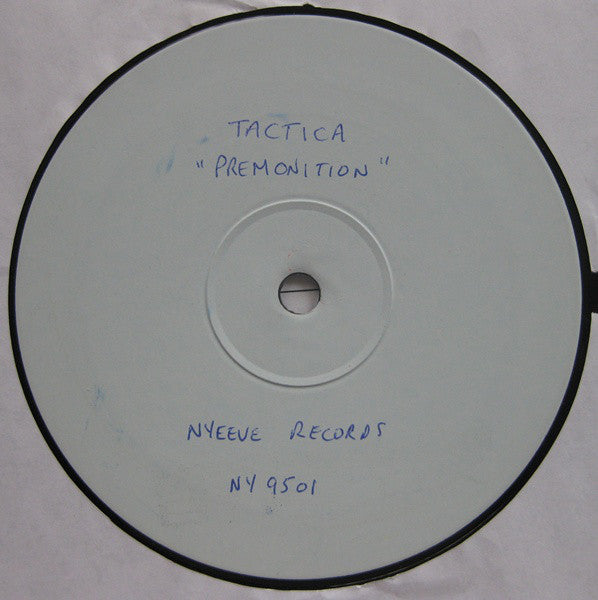 TACTICA
"PREMONITION"
NYEEVE RECORDS
NY 9501